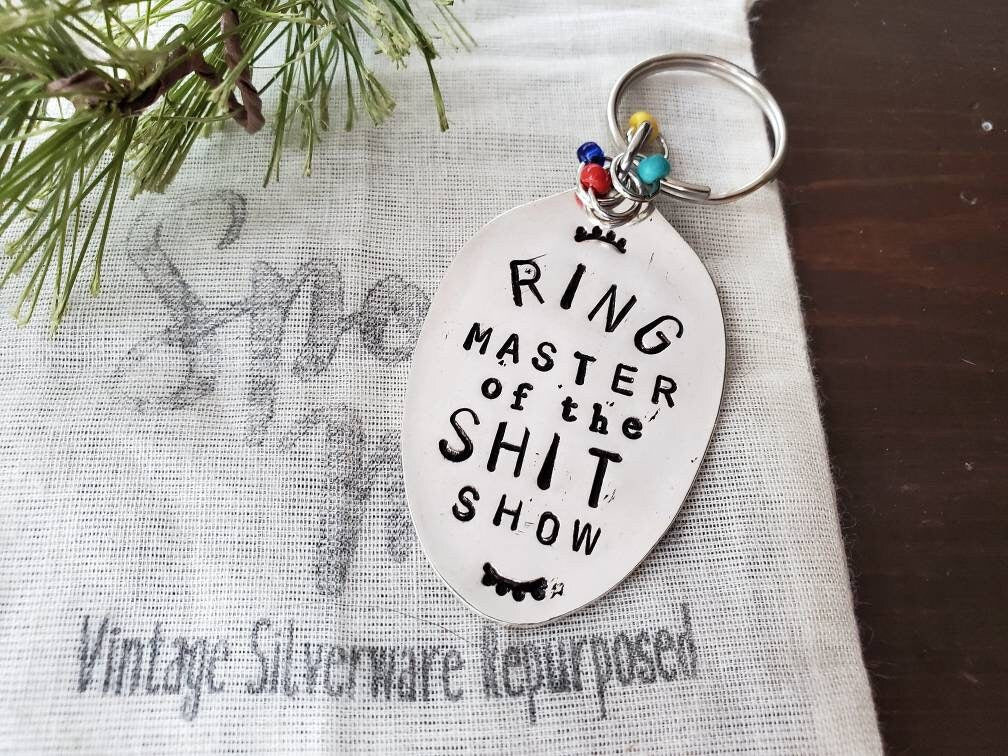 RING
MASTER
of the
SHIT
SHOW
Vintage Silverware Repurposed